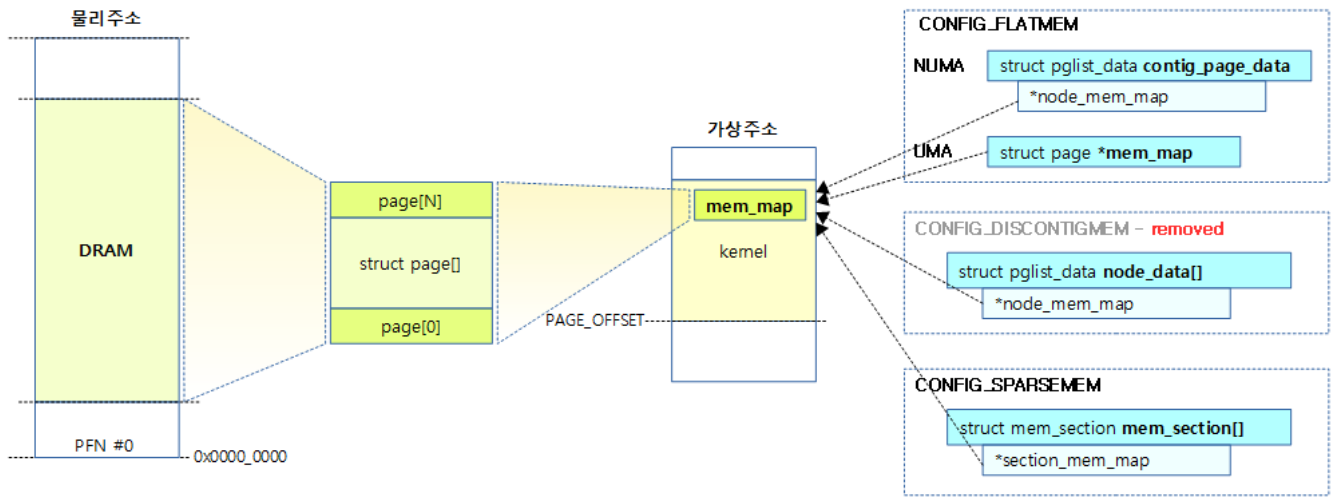 물리주소
DRAM
PFN #0
0x0000_0000
page[N]
struct page[]
page[0]
가상주소
mem_map
kernel
PAGE_OFFSET
CONFIG_FLATMEM
NUMA
struct pglist_data contig_page_data
*node_mem_map
UMA
struct page *mem_map
CONFIG_DISCONTIGMEM - removed
struct pglist_data node_data[]
*node_mem_map
CONFIG_SPARSEMEM
struct mem_section mem_section[]
*section_mem_map